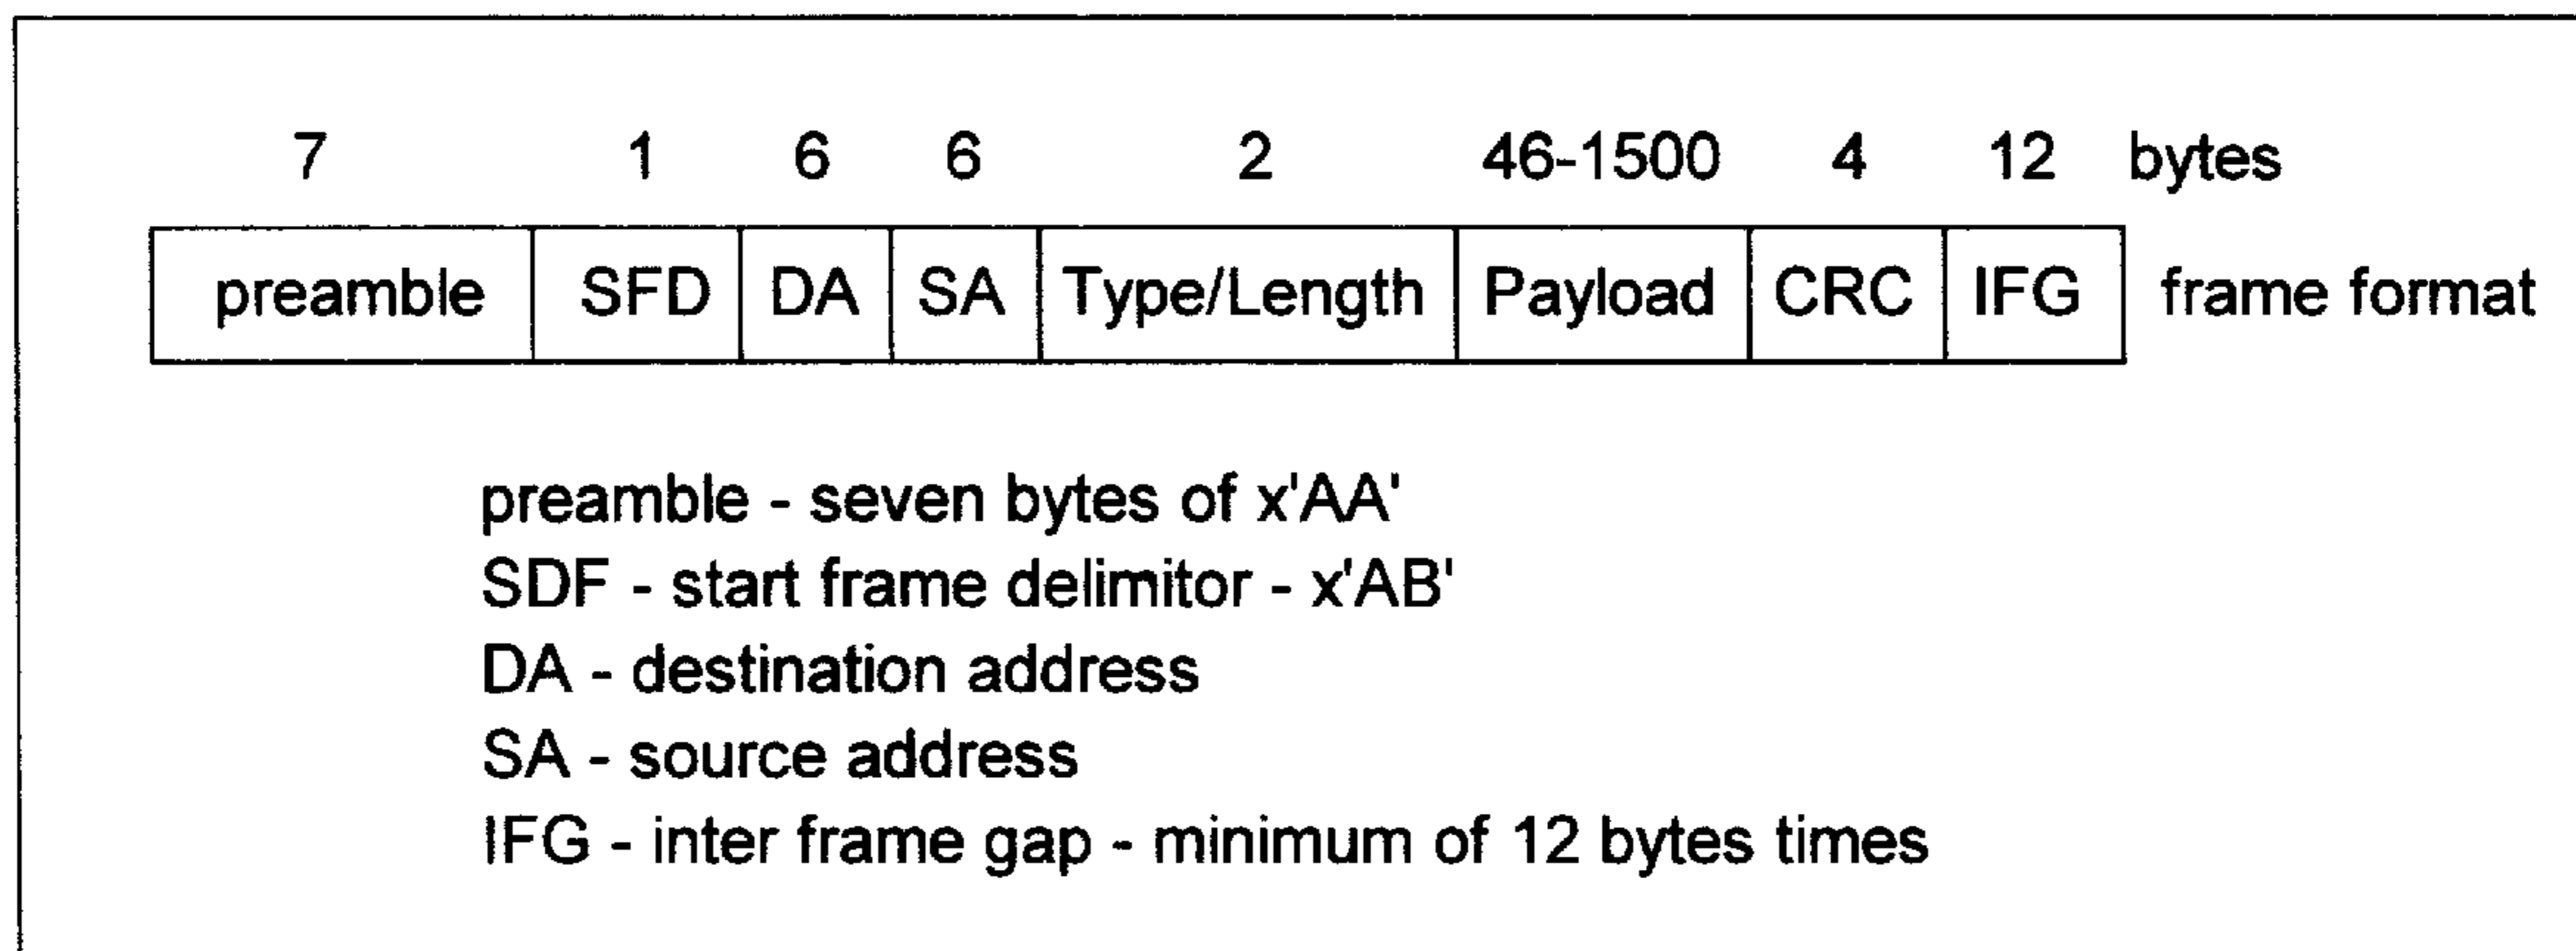 7 1 6 6 2 46-1500 4 12 bytes
preamble SFD DA SA Type/Length Payload CRC IFG frame format
preamble - seven bytes of x'AA'
SDF - start frame delimitor - x'AB'
DA - destination address
SA - source address
IFG - inter frame gap - minimum of 12 bytes times